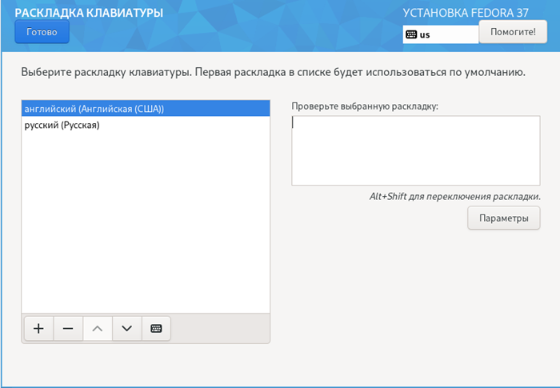 РАСКЛАДКА КЛАВИАТУРЫ
УСТАНОВКА FEDORA 37
Готово
us
Помогите!
Выберите раскладку клавиатуры. Первая раскладка в списке будет использоваться по умолчанию.
английский (Английская (США))
русский (Русская)
Проверьте выбранную раскладку:
Alt+Shift для переключения раскладки.
Параметры